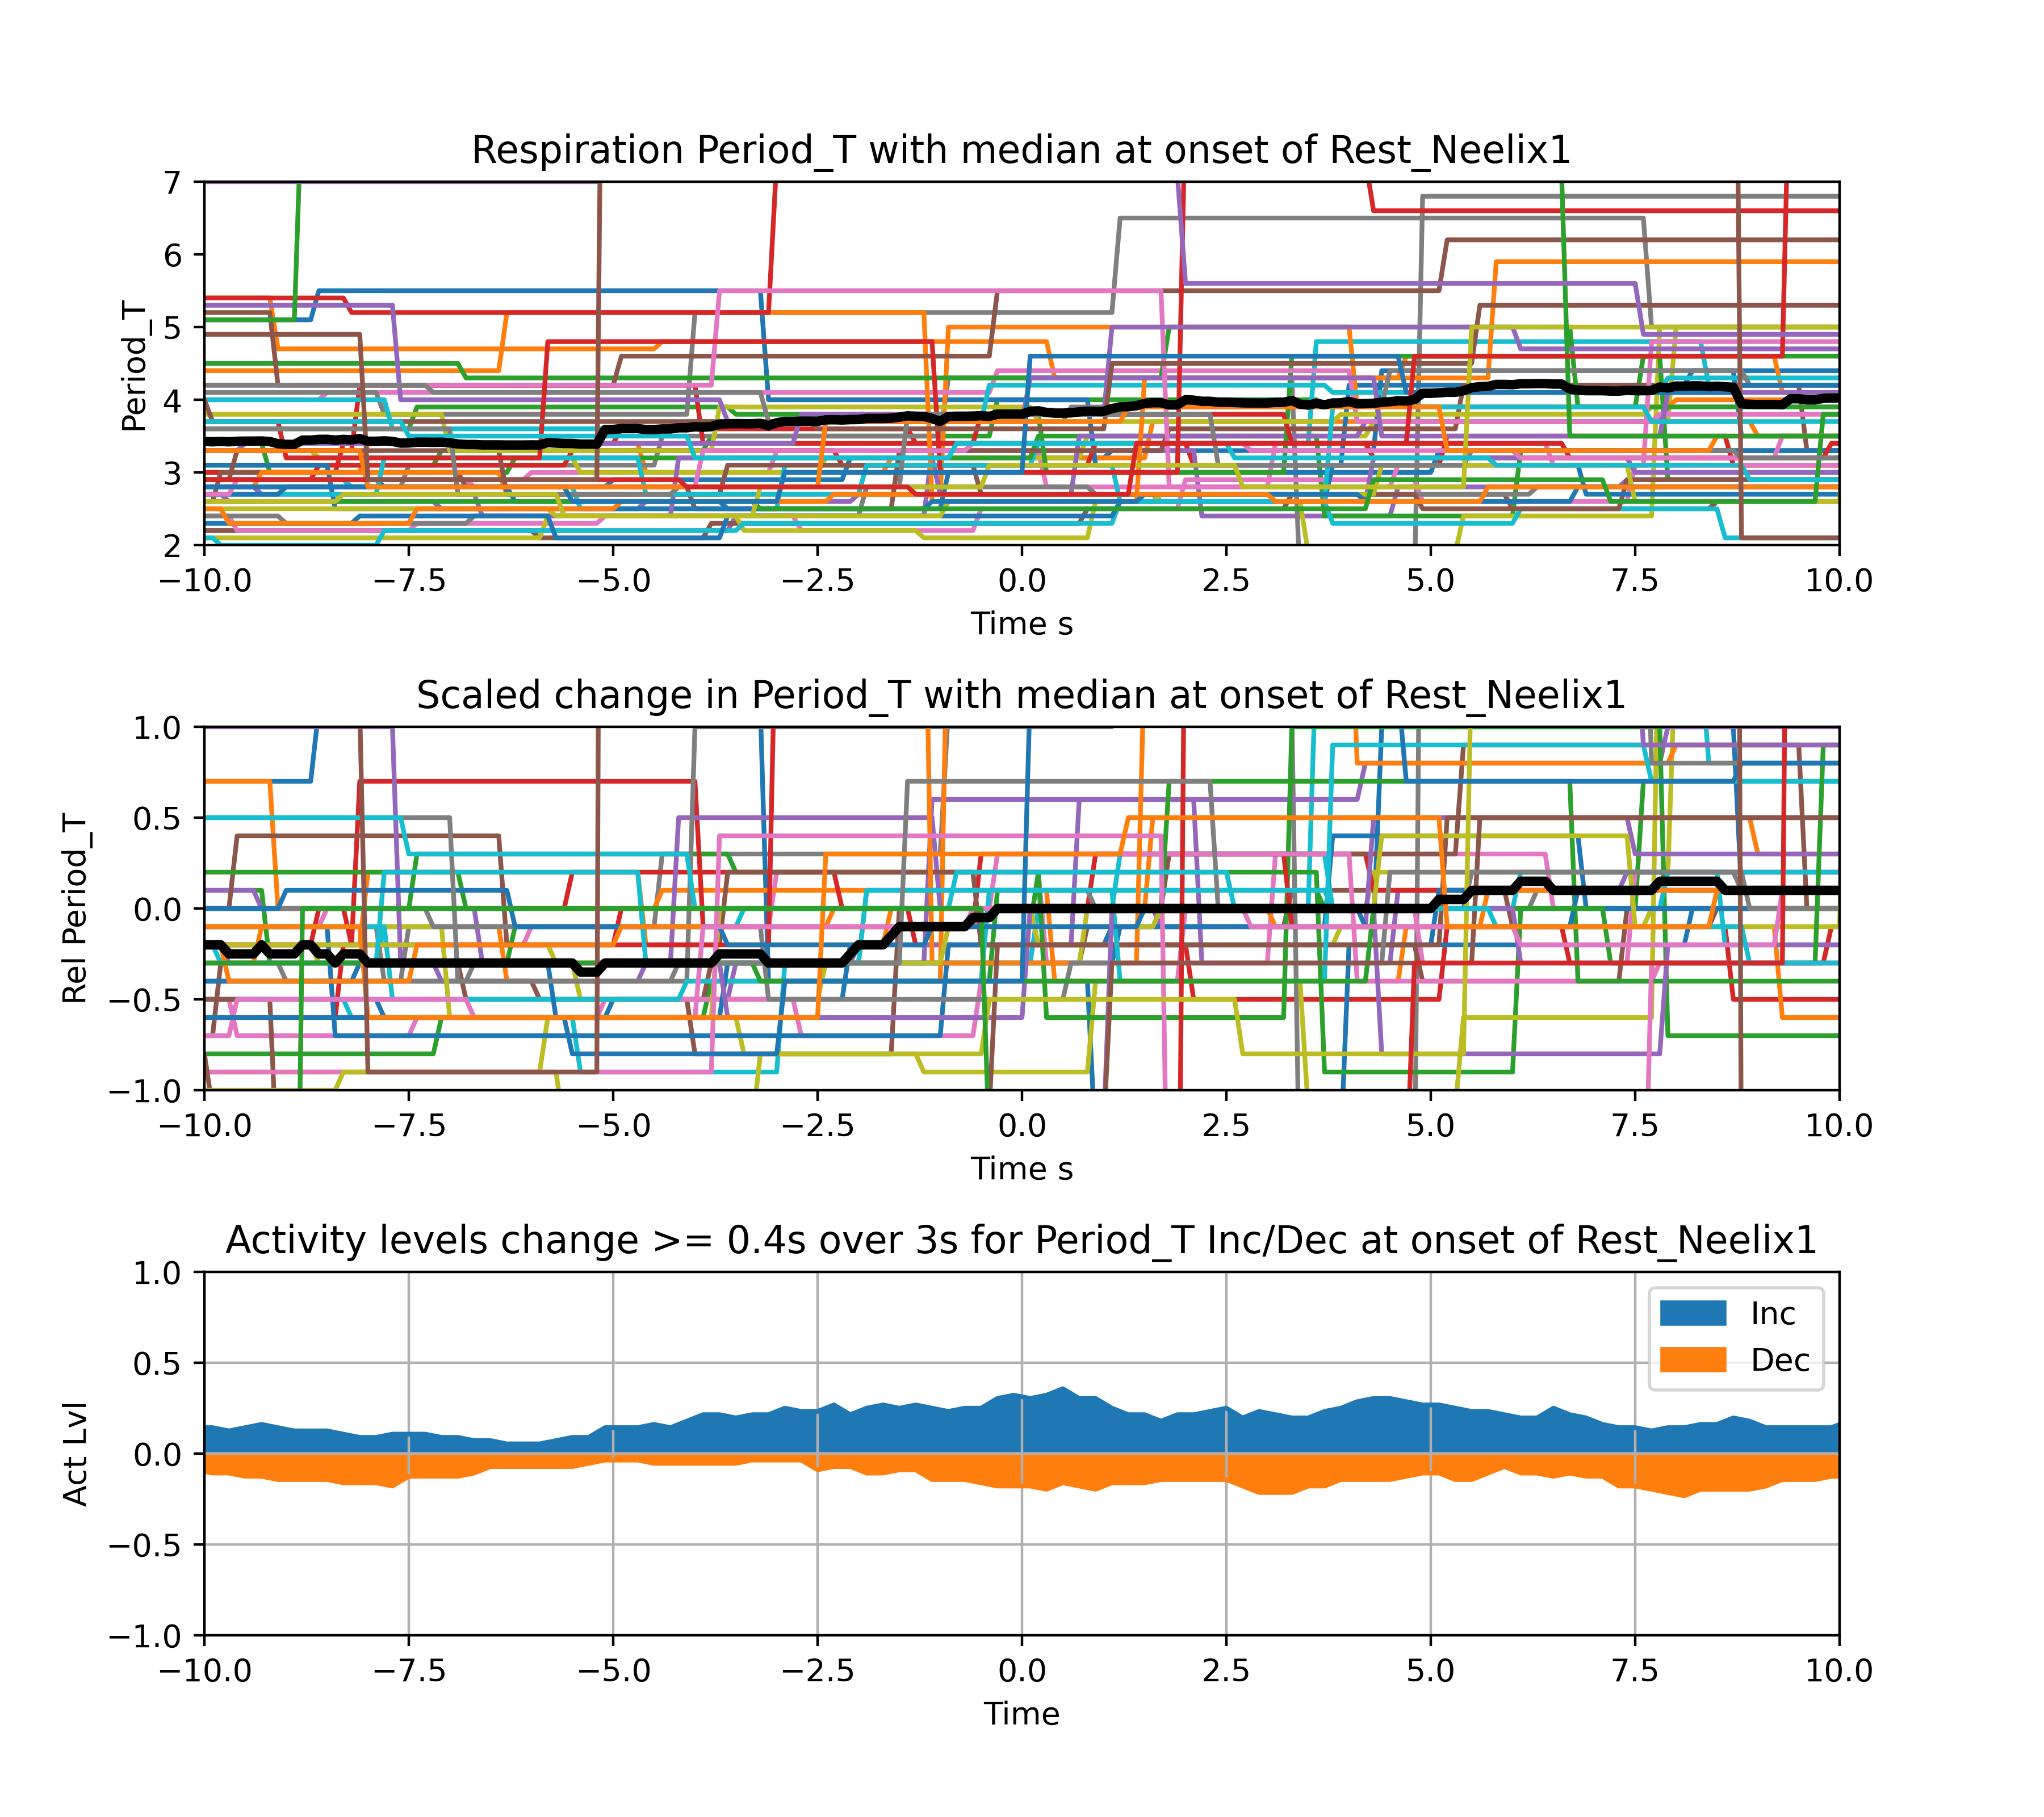 Respiration Period_T with median at onset of Rest_Neelix1
7
6
5
4
3
2
Period_T
−10.0 −7.5 −5.0 −2.5 0.0 2.5 5.0 7.5 10.0
Time s
Scaled change in Period_T with median at onset of Rest_Neelix1
1.0
0.5
0.0
−0.5
−1.0
Rel Period_T
−10.0 −7.5 −5.0 −2.5 0.0 2.5 5.0 7.5 10.0
Time s
Activity levels change >= 0.4s over 3s for Period_T Inc/Dec at onset of Rest_Neelix1
1.0
0.5
0.0
−0.5
−1.0
Act Lvl
Inc
Dec
−10.0 −7.5 −5.0 −2.5 0.0 2.5 5.0 7.5 10.0
Time